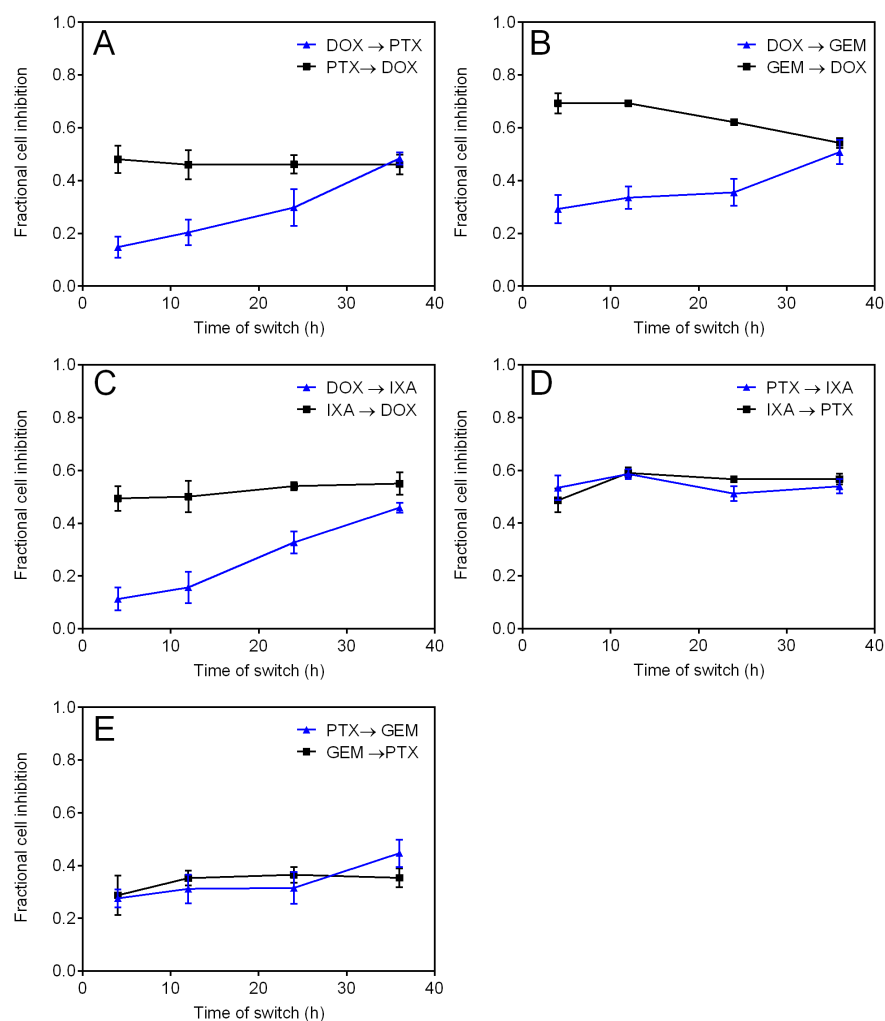 A
DOX → PTX
PTX→ DOX
1.0
0.8
0.6
0.4
0.2
0.0
Fractional cell inhibition
0 10 20 30 40
Time of switch (h)
B
DOX → GEM
GEM → DOX
1.0
0.8
0.6
0.4
0.2
0.0
Fractional cell inhibition
0 10 20 30 40
Time of switch (h)
C
DOX → IXA
IXA → DOX
1.0
0.8
0.6
0.4
0.2
0.0
Fractional cell inhibition
0 10 20 30 40
Time of switch (h)
D
PTX → IXA
IXA → PTX
1.0
0.8
0.6
0.4
0.2
0.0
Fractional cell inhibition
0 10 20 30 40
Time of switch (h)
E
PTX→ GEM
GEM →PTX
1.0
0.8
0.6
0.4
0.2
0.0
Fractional cell inhibition
0 10 20 30 40
Time of switch (h)